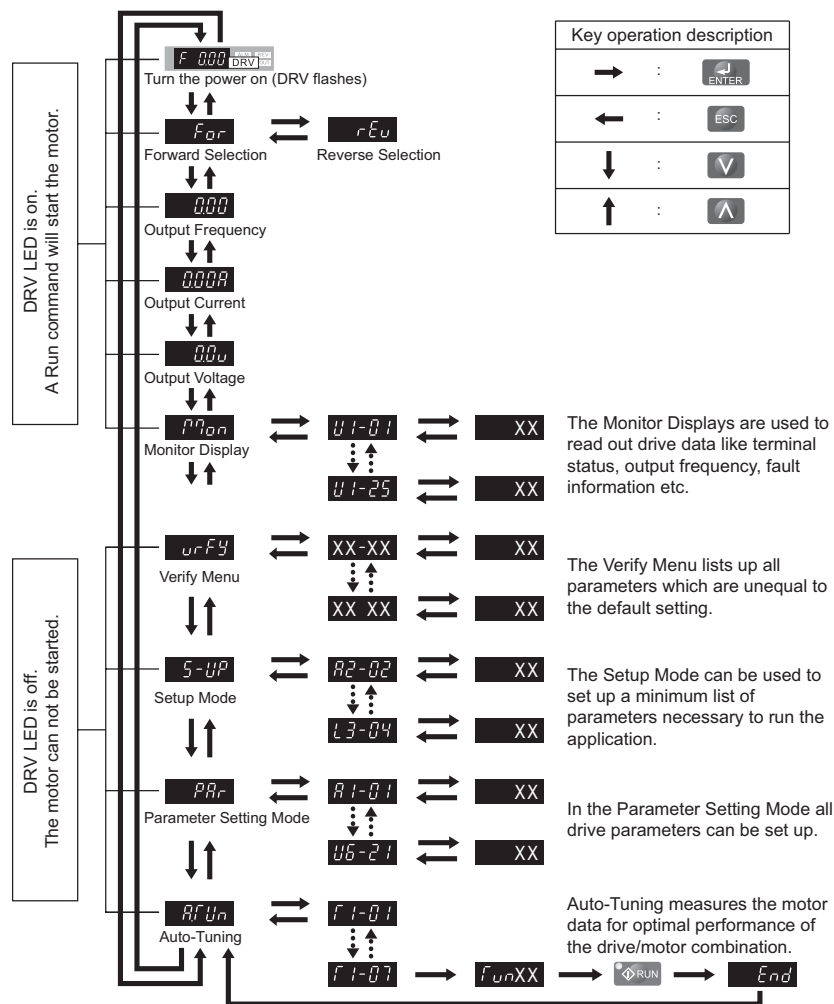 F 0.00 DRV
Turn the power on (DRV flashes)
For
rEv
Forward Selection
Reverse Selection
0.00
Output Frequency
0.00A
Output Current
0.0v
Output Voltage
DRV LED is on.
A Run command will start the motor.
Key operation description
→ : ENTER
← : ESC
↓ : V
↑ : Λ
Mon
Monitor Display
U1-01
XX
U1-25
XX
The Monitor Displays are used to
read out drive data like terminal
status, output frequency, fault
information etc.
DRV LED is off.
The motor can not be started.
vrFY
Verify Menu
XX-XX
XX
XX XX
XX
The Verify Menu lists up all
parameters which are unequal to
the default setting.
S-UP
Setup Mode
A2-02
XX
L3-04
XX
The Setup Mode can be used to
set up a minimum list of
parameters necessary to run the
application.
PAr
Parameter Setting Mode
A1-01
XX
U6-21
XX
In the Parameter Setting Mode all
drive parameters can be set up.
A.TUn
Auto-Tuning
T1-01
T1-07
TunXX
RUN
End
Auto-Tuning measures the motor
data for optimal performance of
the drive/motor combination.